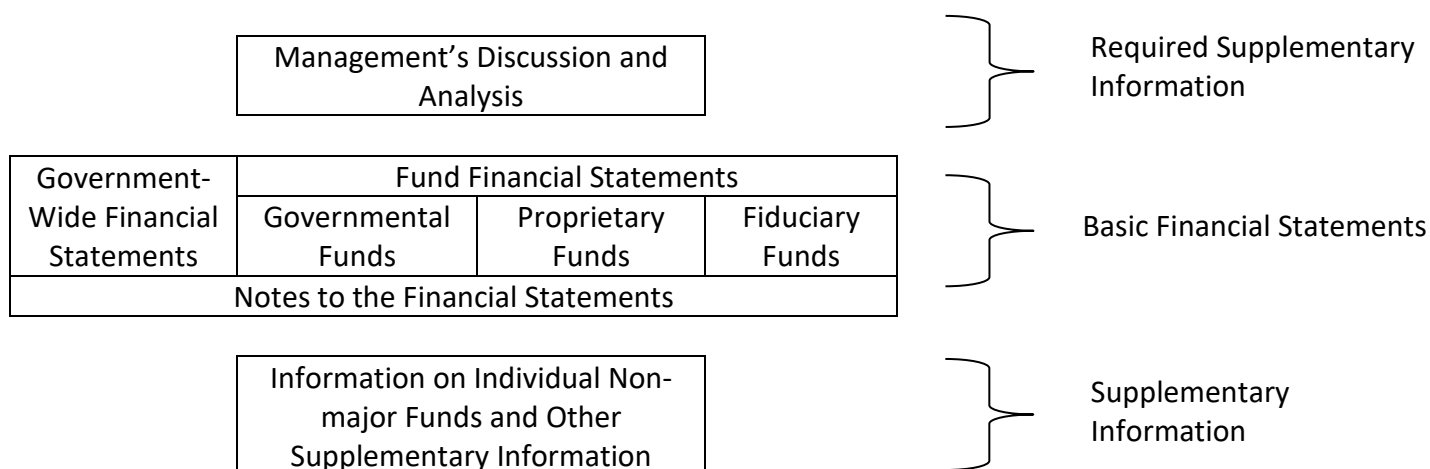 Management’s Discussion and
Analysis
Required Supplementary
Information
Government-
Wide Financial
Statements
Fund Financial Statements
Governmental
Funds
Proprietary
Funds
Fiduciary
Funds
Notes to the Financial Statements
Basic Financial Statements
Information on Individual Non-
major Funds and Other
Supplementary Information
Supplementary
Information